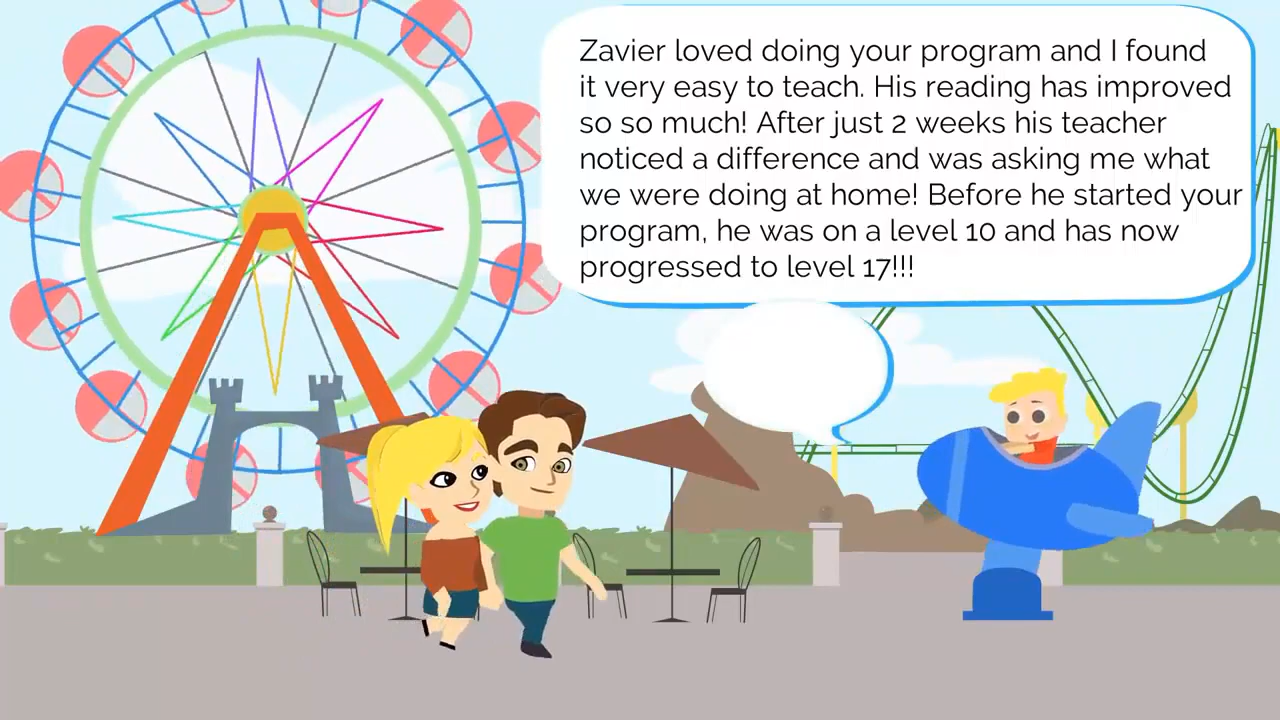 Zavier loved doing your program and I found
it very easy to teach. His reading has improved
so so much! After just 2 weeks his teacher
noticed a difference and was asking me what
we were doing at home! Before he started your
program, he was on a level 10 and has now
progressed to level 17!!!